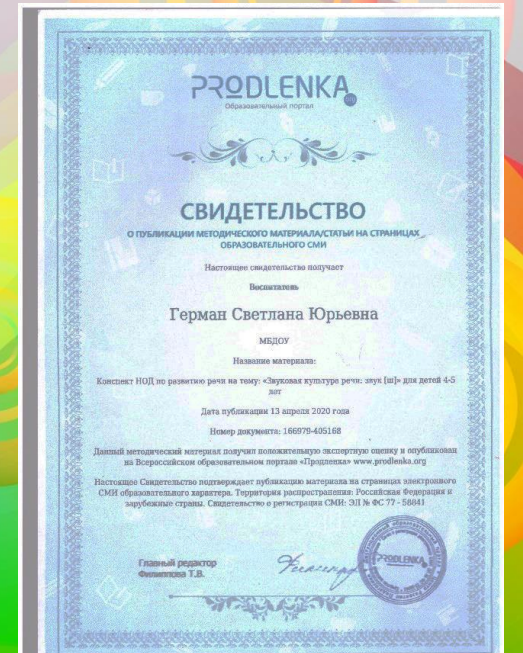 PRODLENKA
Образовательный портал
СВИДЕТЕЛЬСТВО
О ПУБЛИКАЦИИ МЕТОДИЧЕСКОГО МАТЕРИАЛА/СТАТЬИ НА СТРАНИЦАХ
ОБРАЗОВАТЕЛЬНОГО СМИ
Настоящее свидетельство получает
Воспитатель
Герман Светлана Юрьевна
МБДОУ
Название материала:
Конспект НОД по развитию речи на тему: «Звуковая культура речи: звук [ш]» для детей 4-5
лет
Дата публикации 13 апреля 2020 года
Номер документа: 166979-405168
Данный методический материал получил положительную экспертную оценку и опубликован
на Всероссийском образовательном портале «Продленка» www.prodlenka.org
Настоящее Свидетельство подтверждает публикацию материала на страницах электронного
СМИ образовательного характера. Территория распространения: Российская Федерация и
зарубежные страны. Свидетельство о регистрации СМИ: ЭЛ № ФС 77 - 58841
Главный редактор
Филиппова Т.В.
PRODLENKA